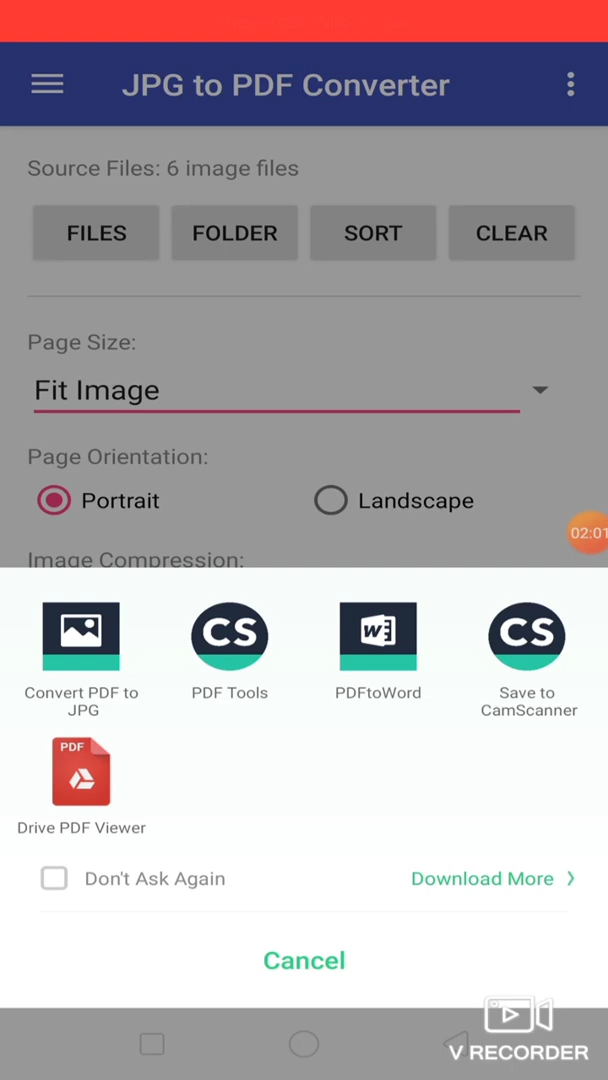 JPG to PDF Converter
Source Files: 6 image files
FILES FOLDER SORT CLEAR
Page Size:
Fit Image
Page Orientation:
Portrait Landscape
02:01
Image Compression:
CS CS
W
Convert PDF to JPG
PDF Tools
PDFtoWord
Save to CamScanner
PDF
Drive PDF Viewer
Don't Ask Again Download More
Cancel
V RECORDER